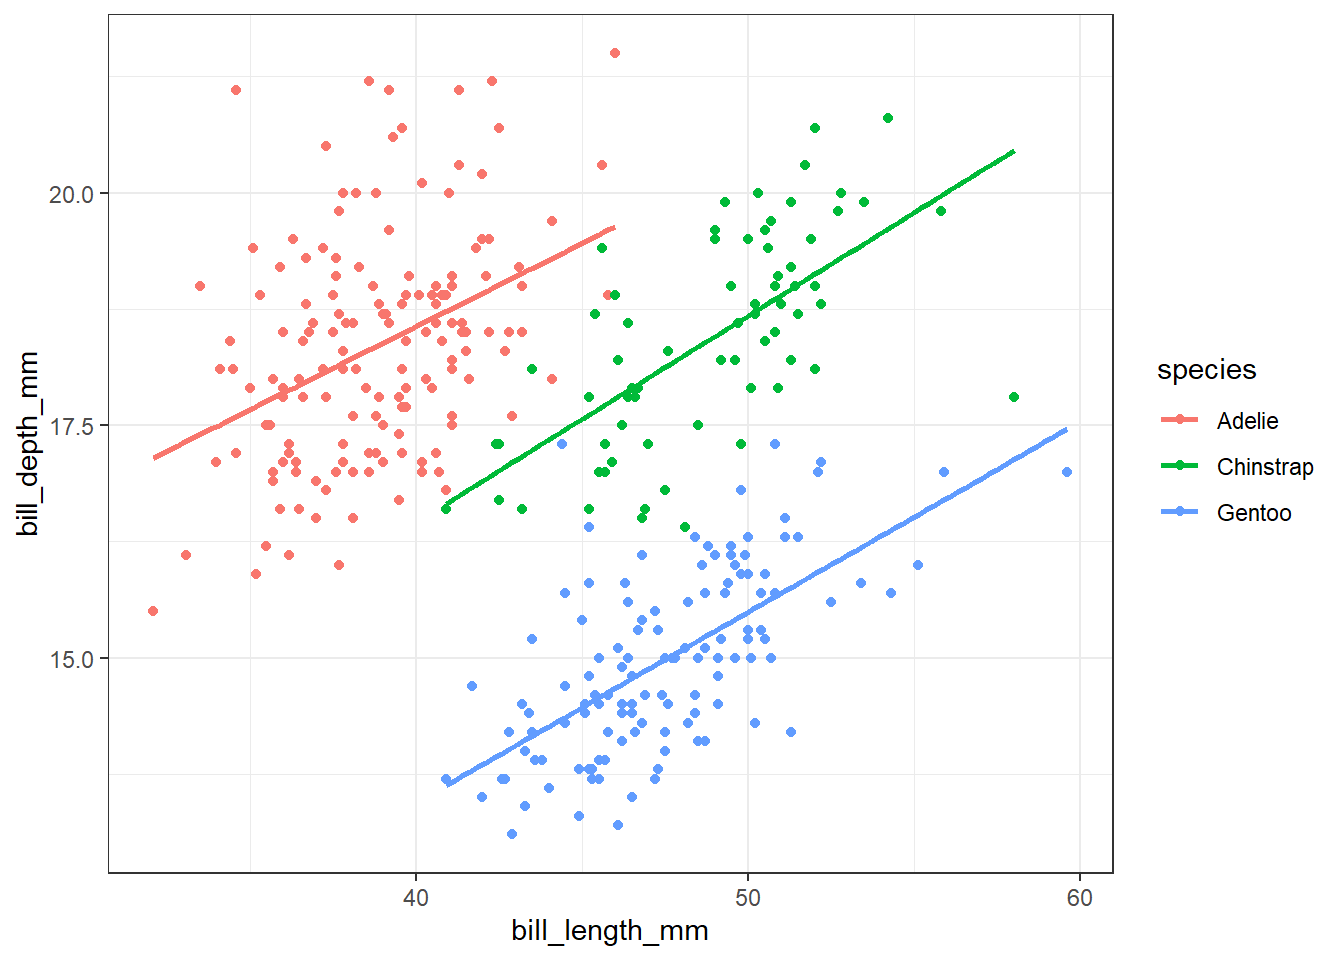 bill_depth_mm
20.0
17.5
15.0
40
50
60
bill_length_mm
species
Adelie
Chinstrap
Gentoo